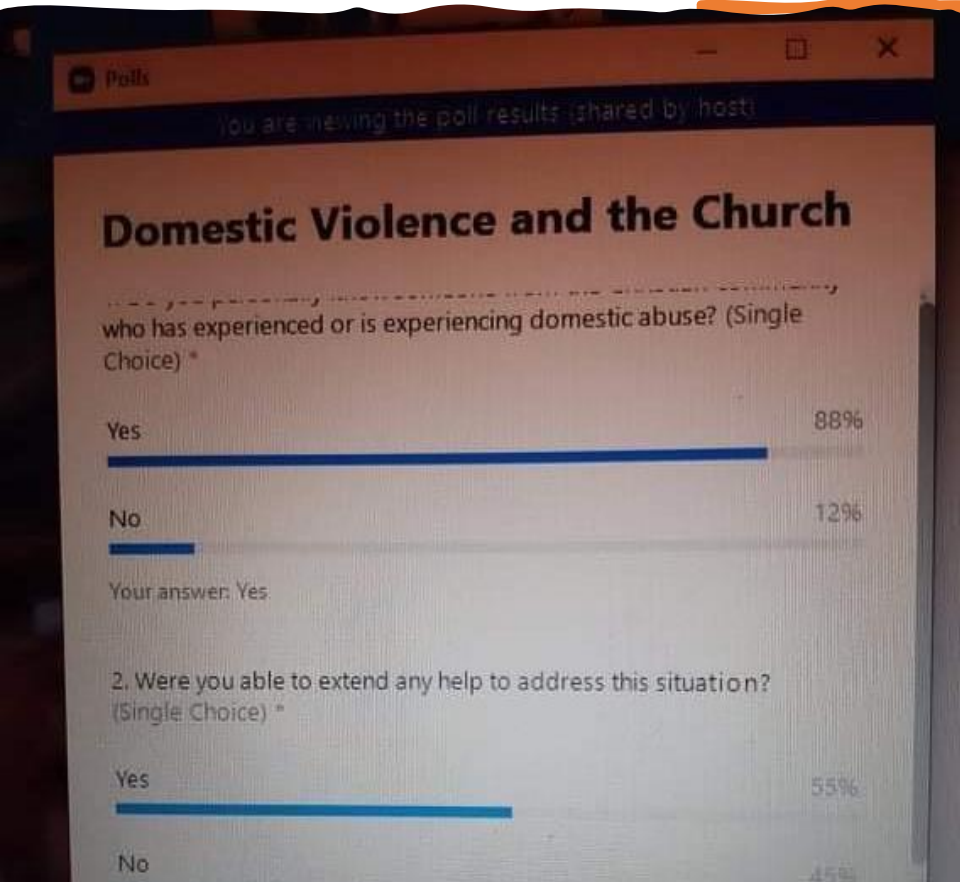 Polls
You are viewing the poll results (shared by host)
Domestic Violence and the Church
who has experienced or is experiencing domestic abuse? (Single
Choice) *
Yes
88%
No
12%
Your answer: Yes
2. Were you able to extend any help to address this situation?
(Single Choice) *
Yes
55%
No
45%